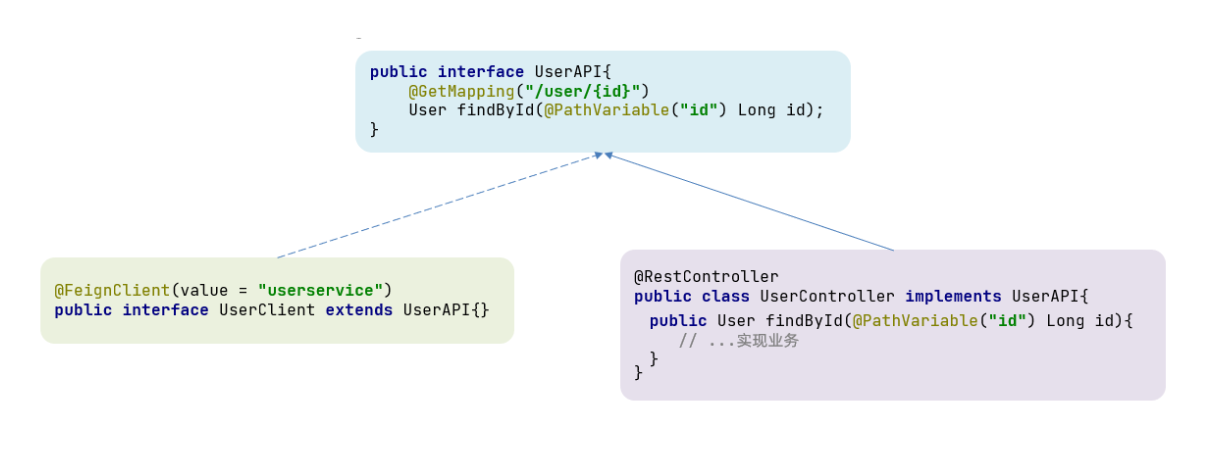 public interface UserAPI{
@GetMapping("/user/{id}")
User findById(@PathVariable("id") Long id);
}
@FeignClient(value = "userservice")
public interface UserClient extends UserAPI{}
@RestController
public class UserController implements UserAPI{
public User findById(@PathVariable("id") Long id){
// ...实现业务
}
}